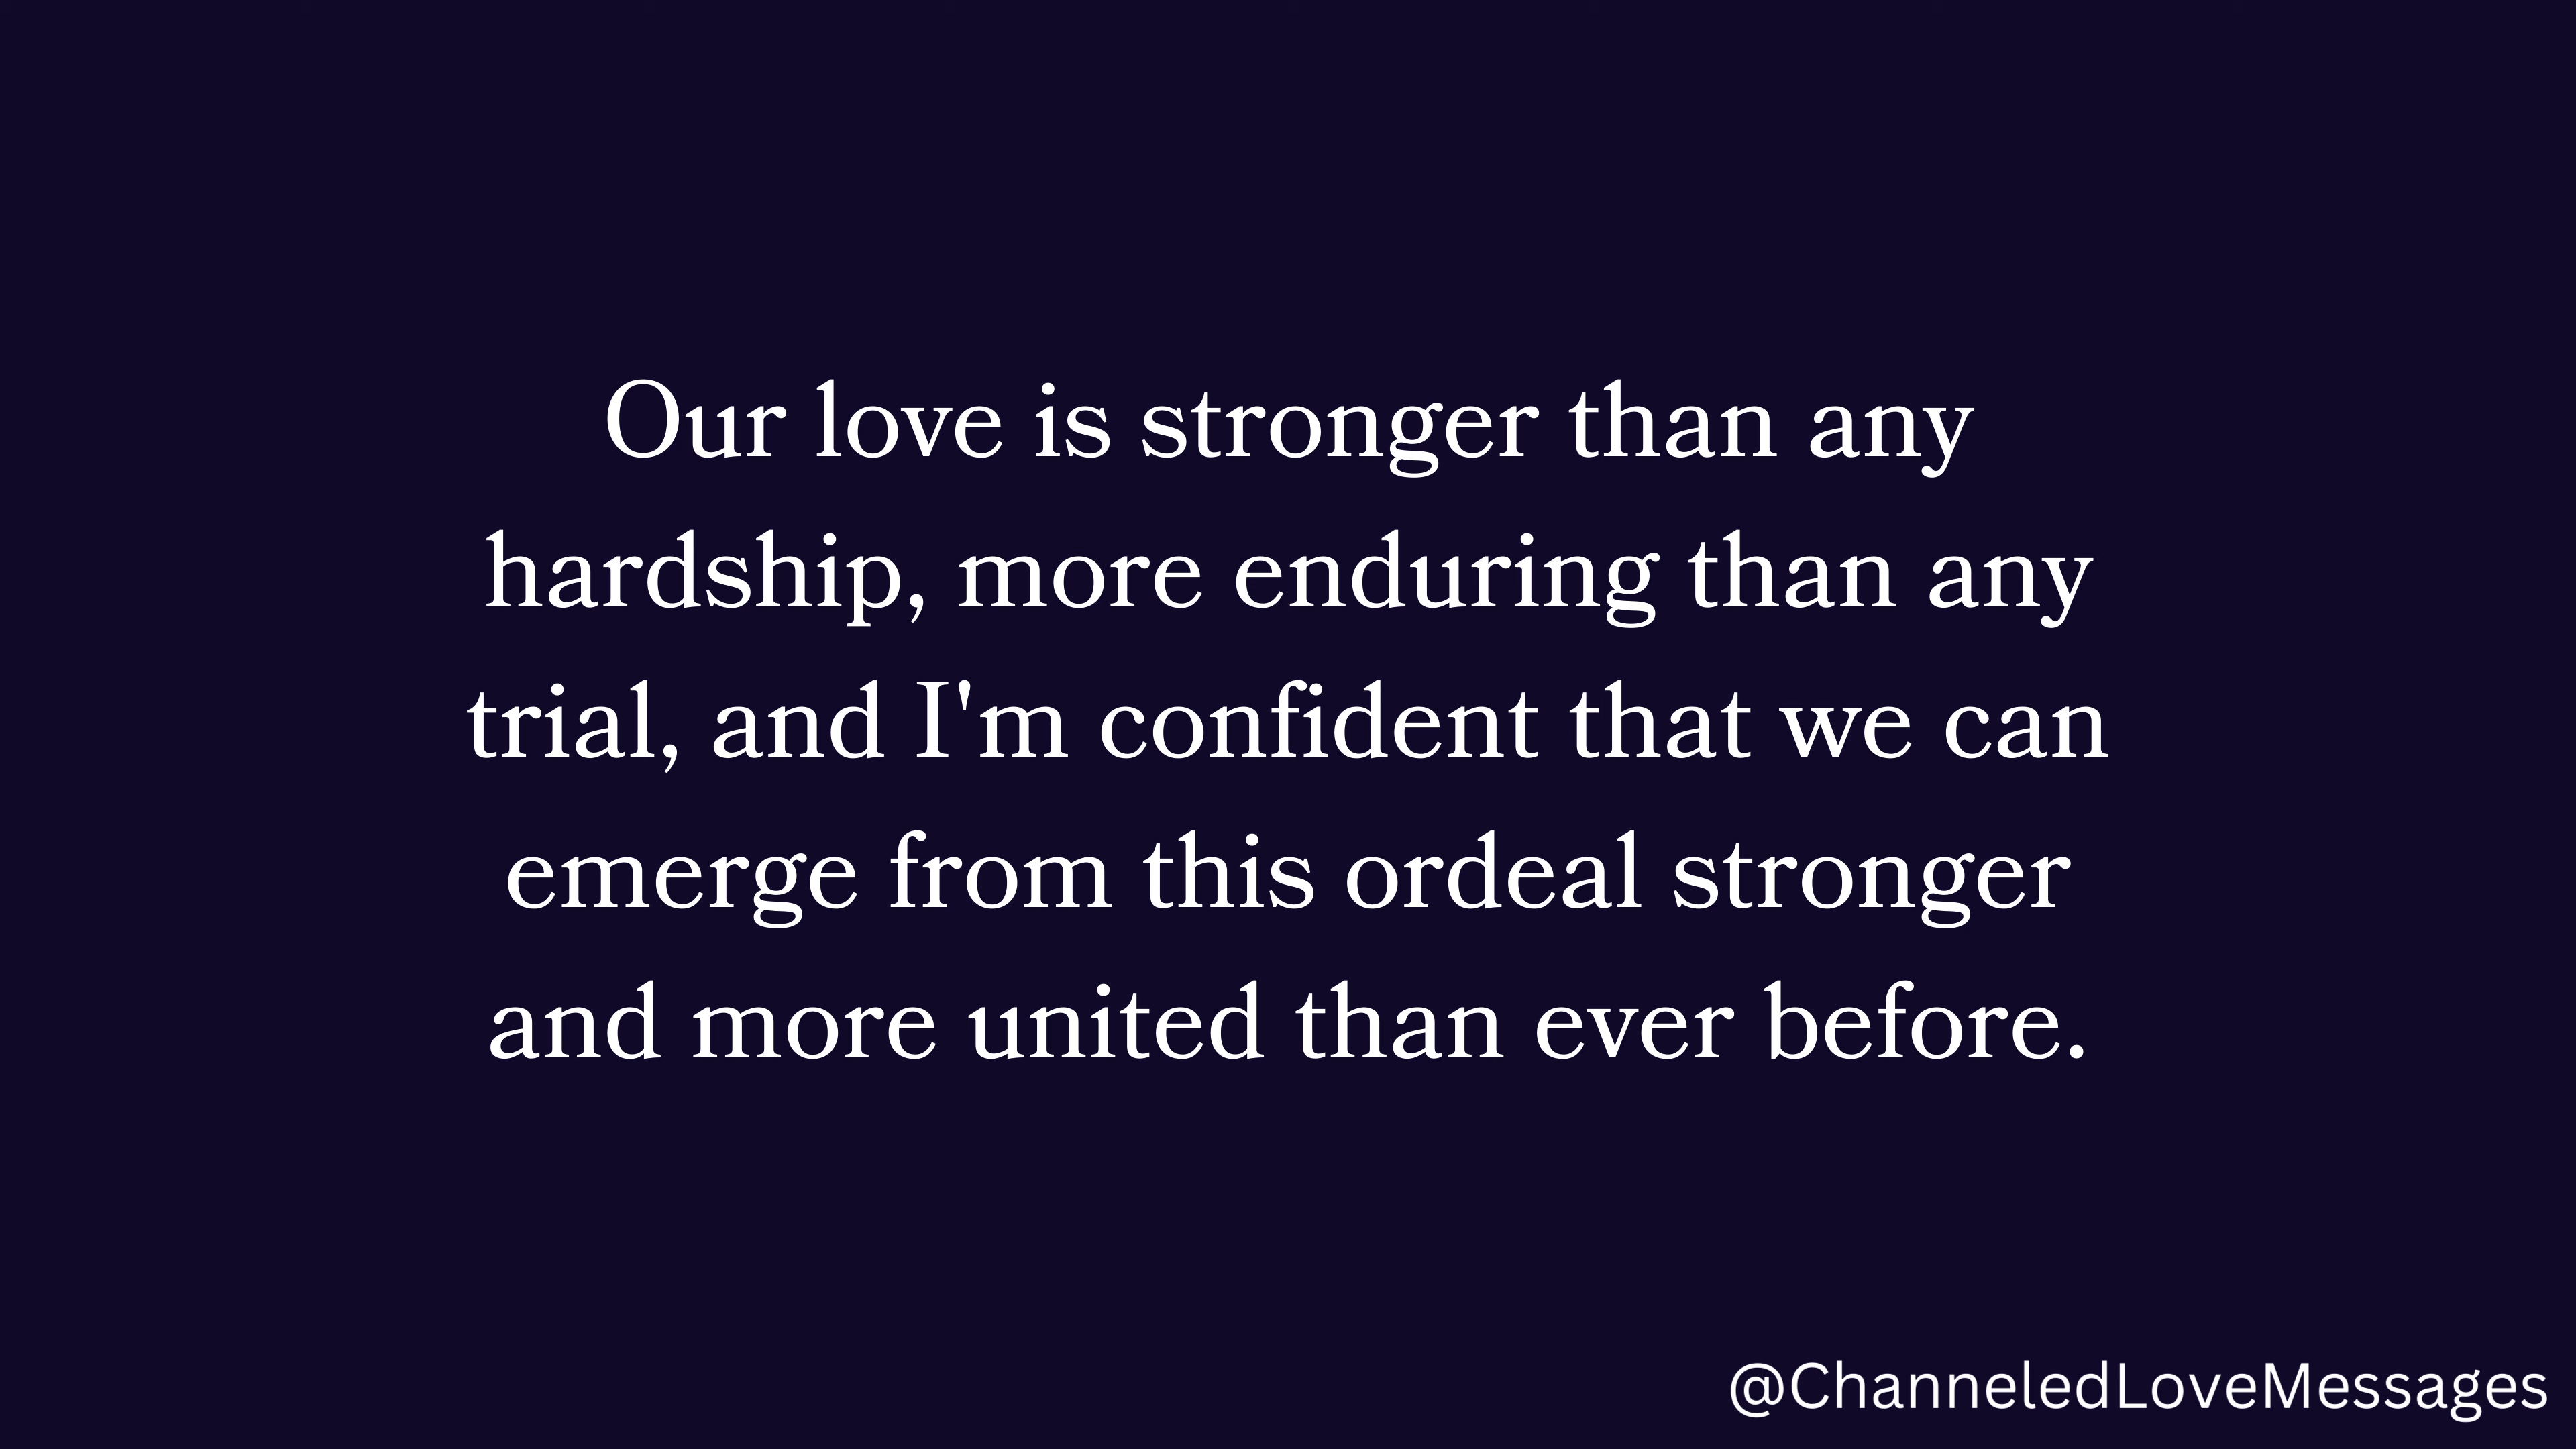 Our love is stronger than any
hardship, more enduring than any
trial, and I'm confident that we can
emerge from this ordeal stronger
and more united than ever before.
@ChanneledLoveMessages